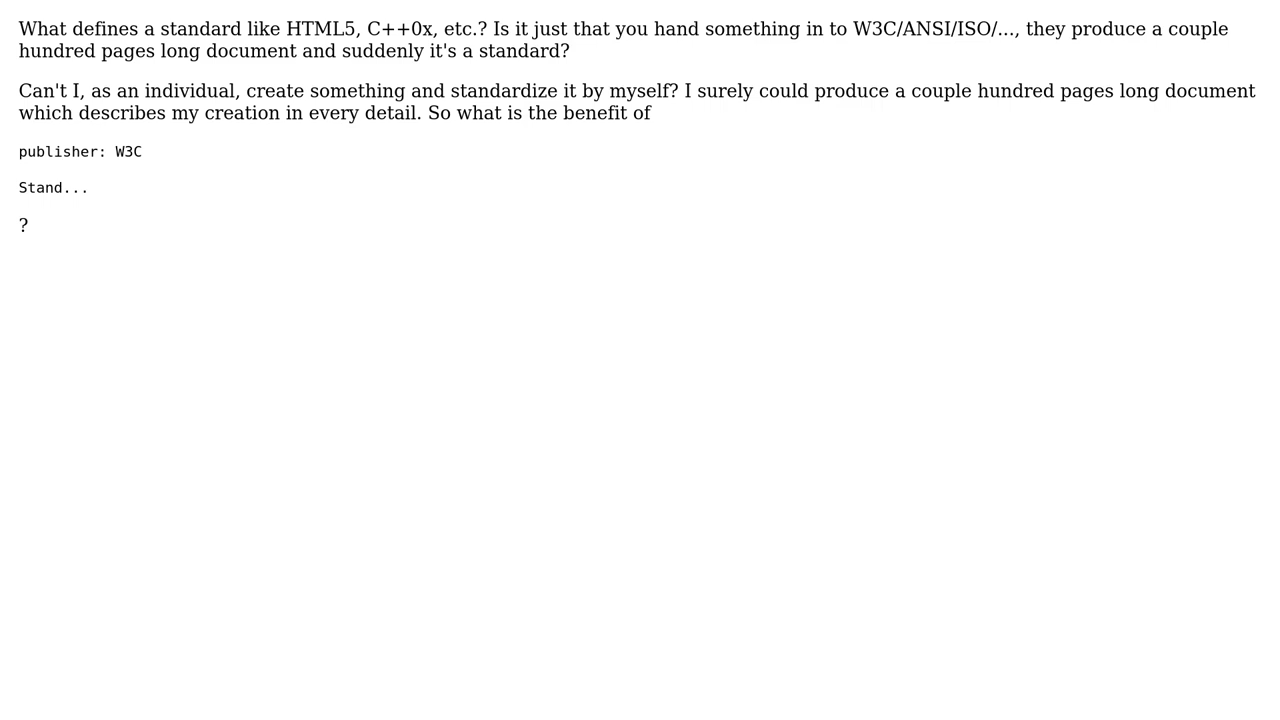 What defines a standard like HTML5, C++0x, etc.? Is it just that you hand something in to W3C/ANSI/ISO/..., they produce a couple
hundred pages long document and suddenly it's a standard?
Can't I, as an individual, create something and standardize it by myself? I surely could produce a couple hundred pages long document
which describes my creation in every detail. So what is the benefit of
publisher: W3C
Stand...
?